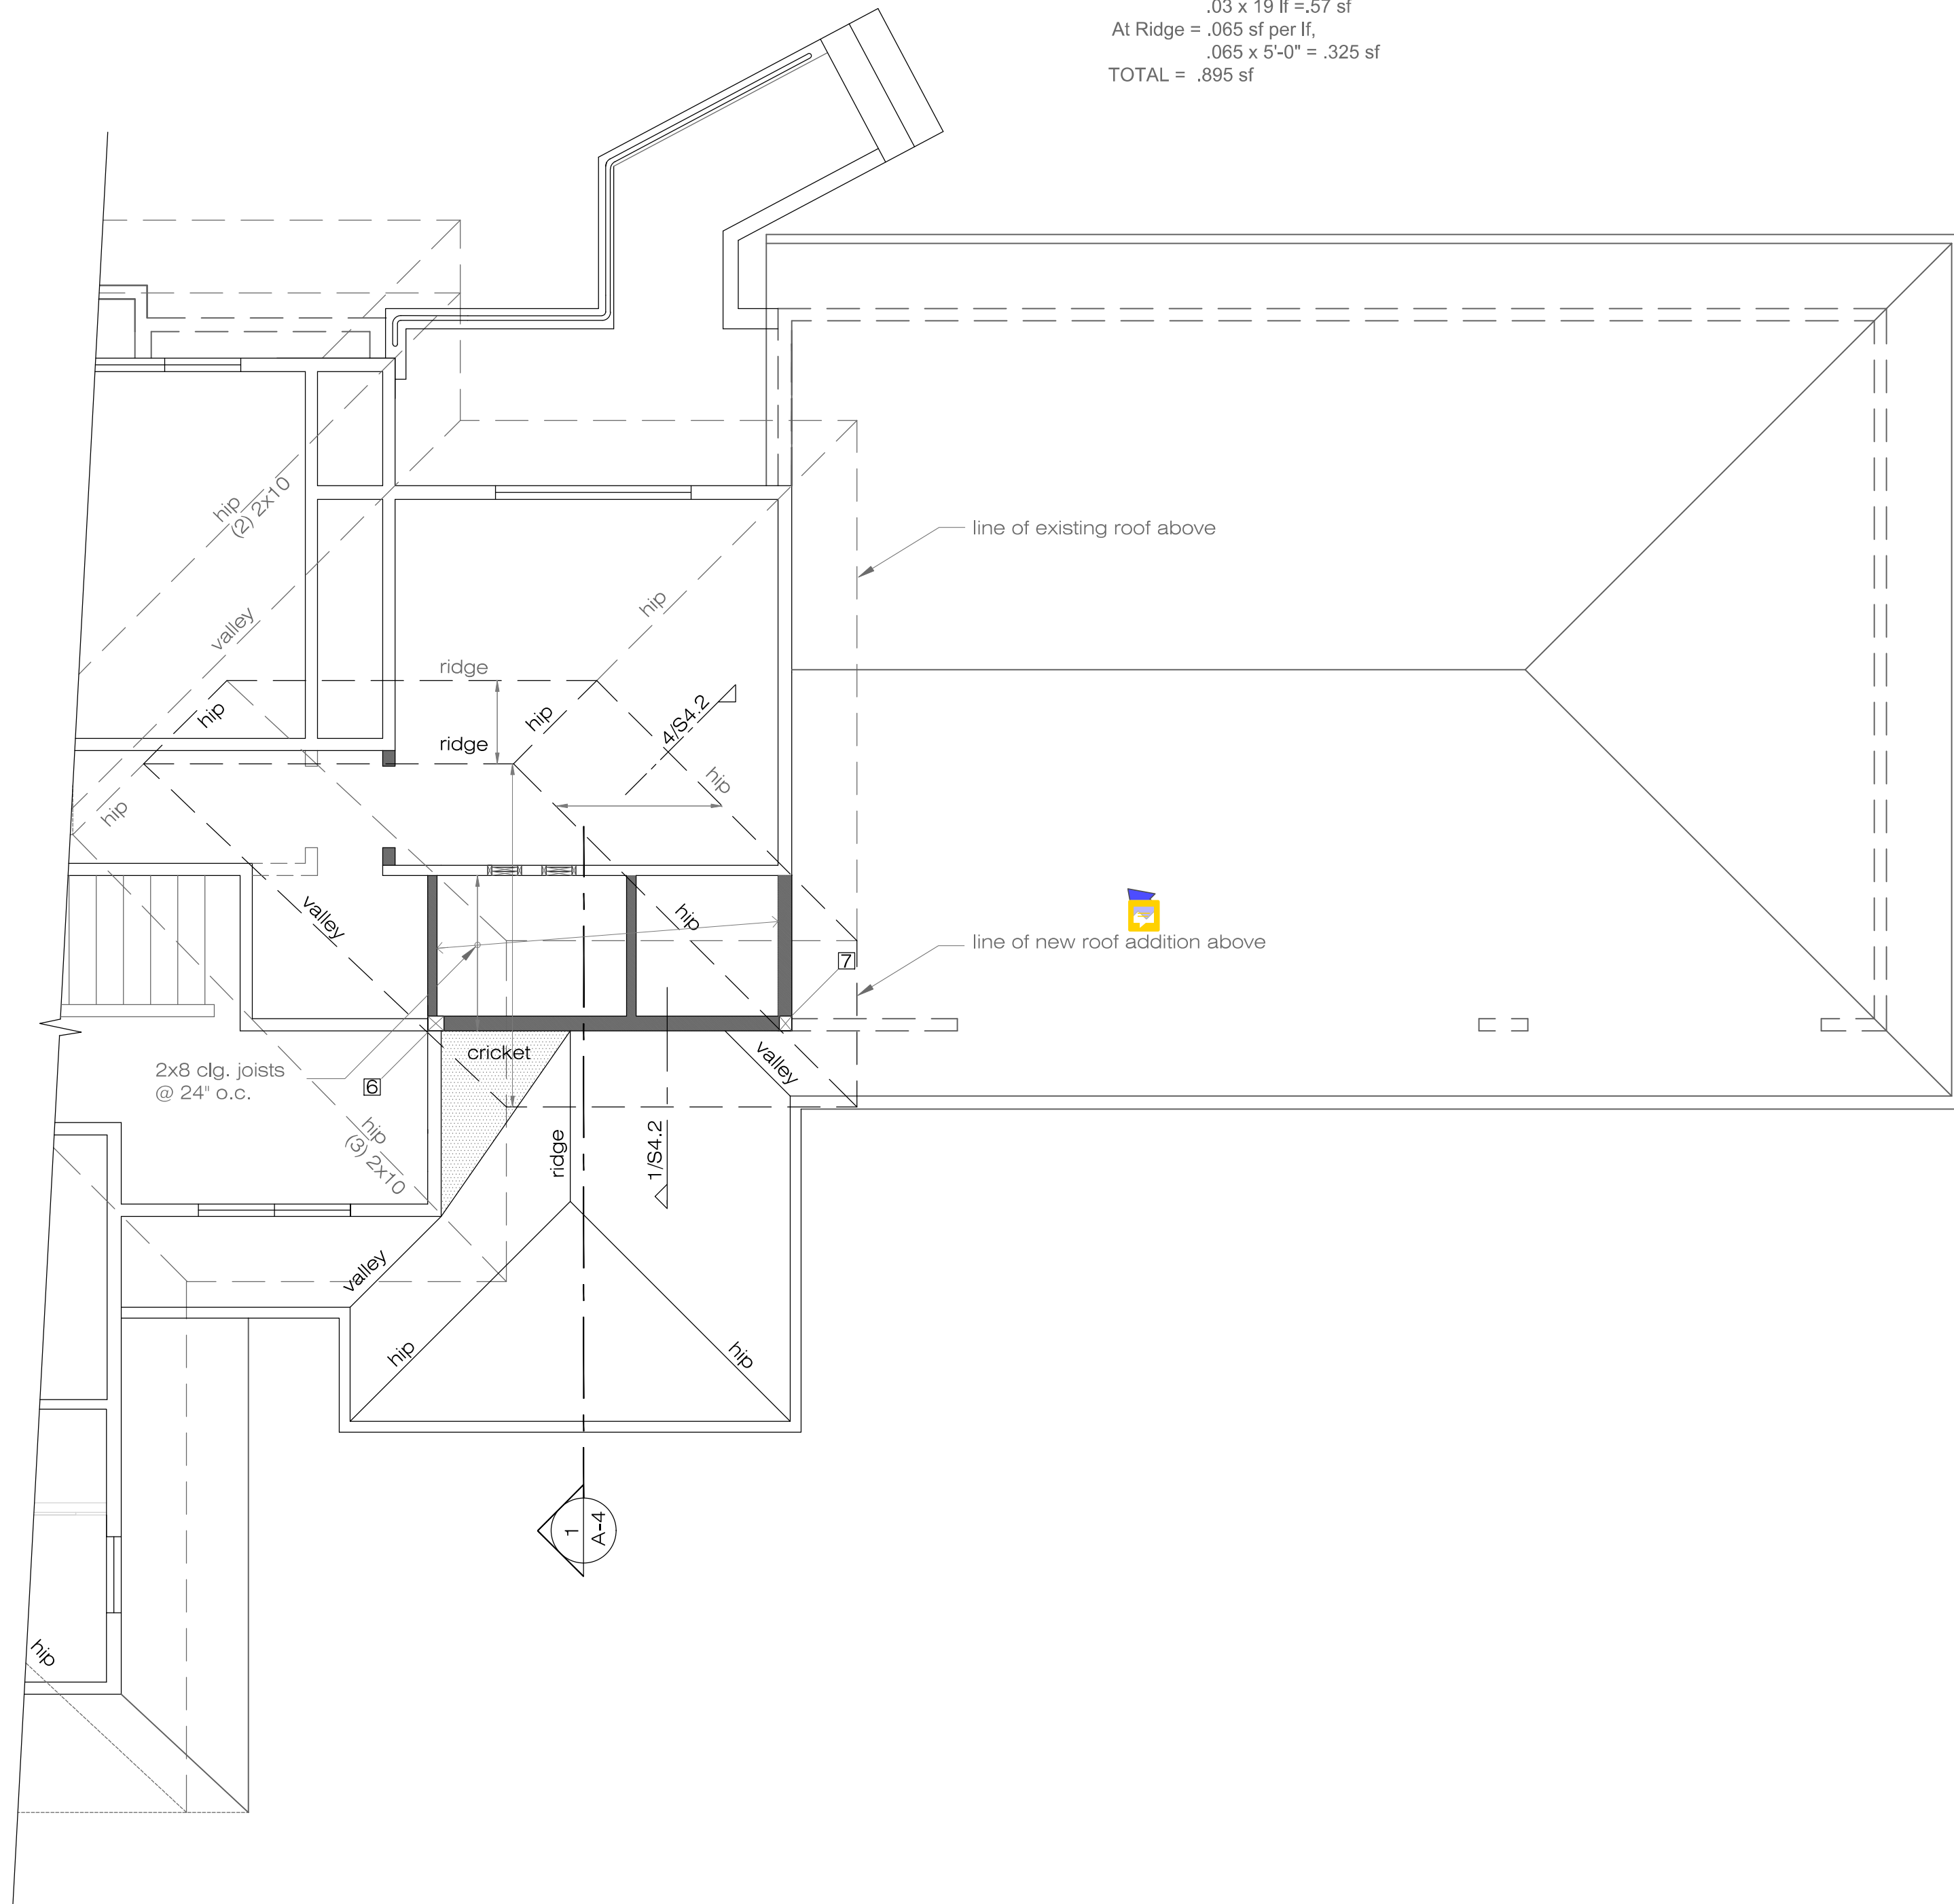 .03 x 19 lf =.57 sf
At Ridge = .065 sf per lf,
.065 x 5'-0" = .325 sf
TOTAL = .895 sf
hip
(2) 2x10
line of existing roof above
hip
valley
ridge
4/S4.2
hip
hip
ridge
hip
hip
valley
hip
line of new roof addition above
7
cricket
valley
2x8 clg. joists
@ 24" o.c.
6
hip
(3) 2x10
ridge
1/S4.2
valley
hip
hip
1
A-4
hip